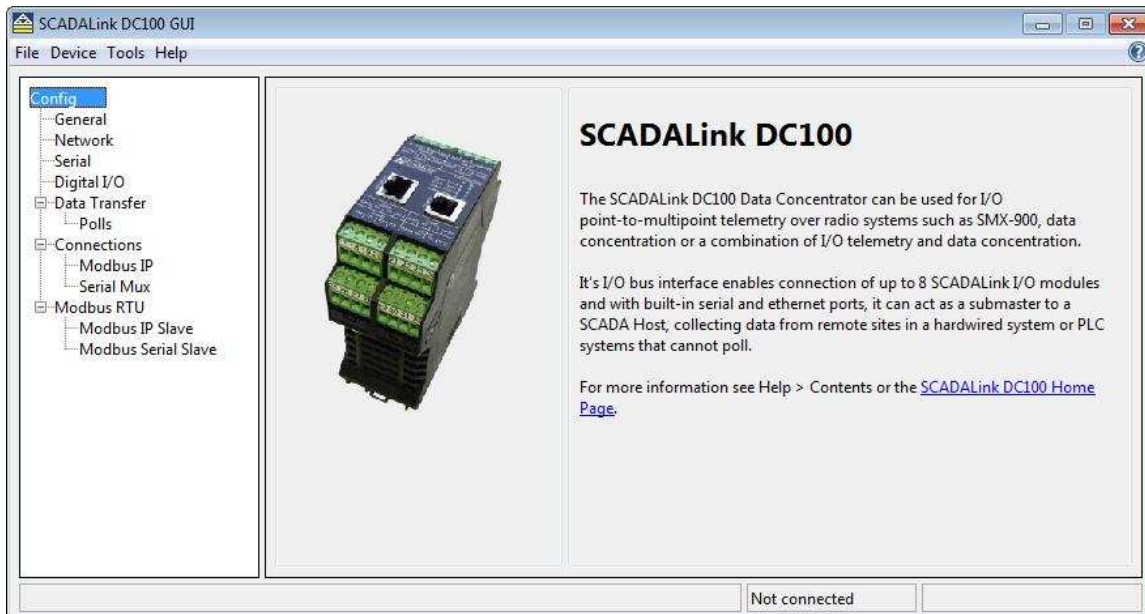 SCADALink DC100 GUI
File Device Tools Help
Config
General
Network
Serial
Digital I/O
Data Transfer
Polls
Connections
Modbus IP
Serial Mux
Modbus RTU
Modbus IP Slave
Modbus Serial Slave
SCADALink DC100
The SCADALink DC100 Data Concentrator can be used for I/O
point-to-multipoint telemetry over radio systems such as SMX-900, data
concentration or a combination of I/O telemetry and data concentration.
It's I/O bus interface enables connection of up to 8 SCADALink I/O modules
and with built-in serial and ethernet ports, it can act as a submaster to a
SCADA Host, collecting data from remote sites in a hardwired system or PLC
systems that cannot poll.
For more information see Help > Contents or the SCADALink DC100 Home
Page.
Not connected